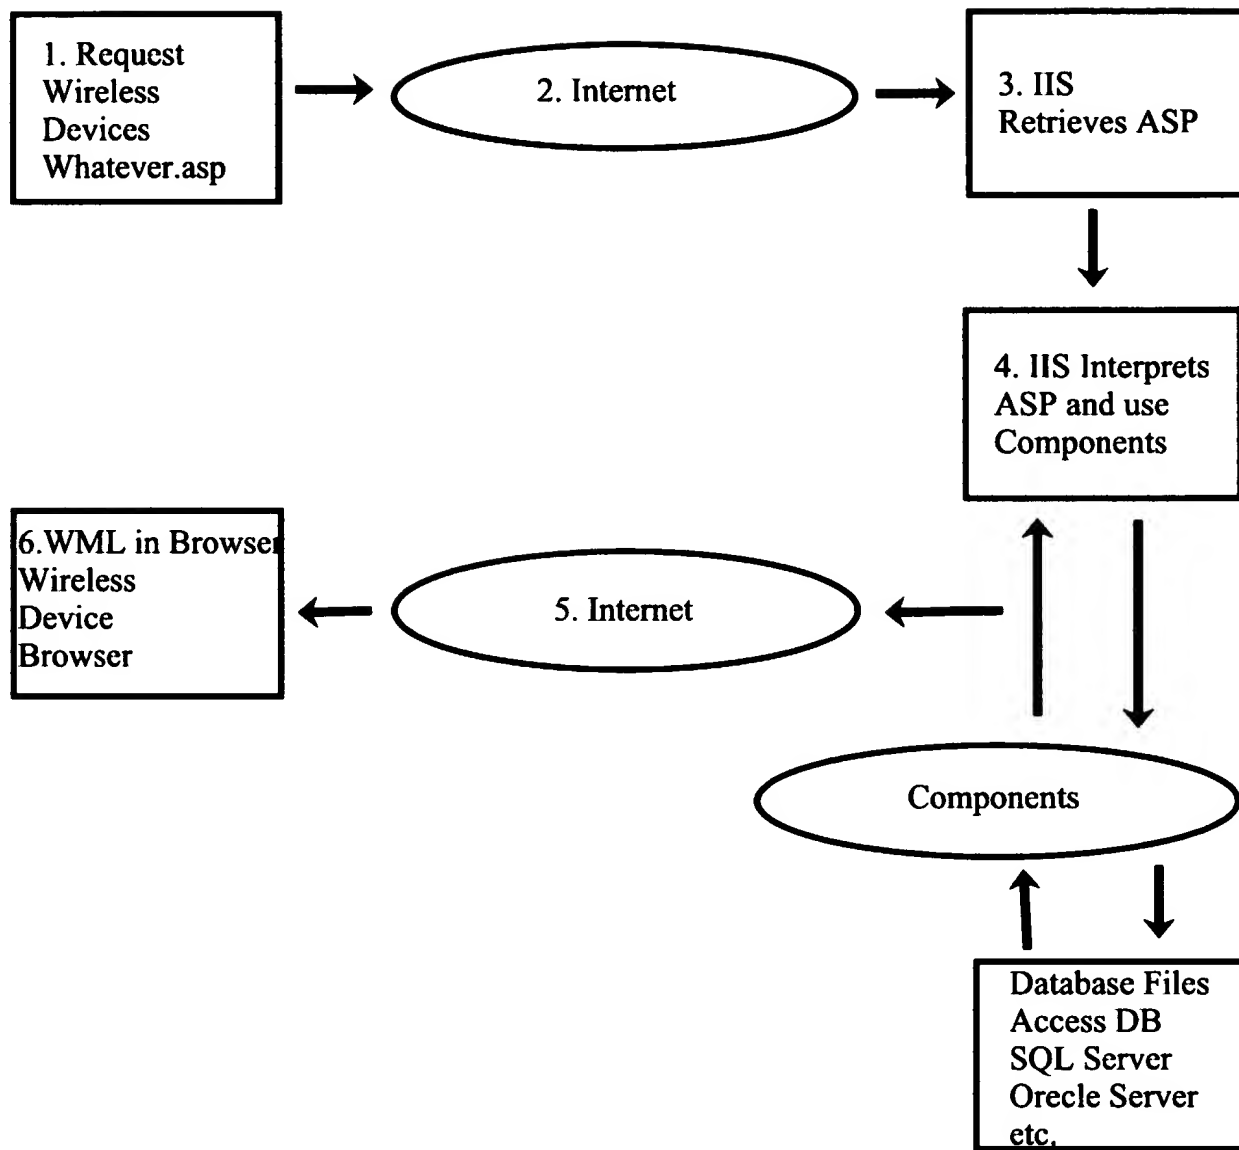 1. Request
Wireless
Devices
Whatever.asp
2. Internet
3. IIS
Retrieves ASP
4. IIS Interprets
ASP and use
Components
6.WML in Browser
Wireless
Device
Browser
5. Internet
Components
Database Files
Access DB
SQL Server
Orecle Server
etc.